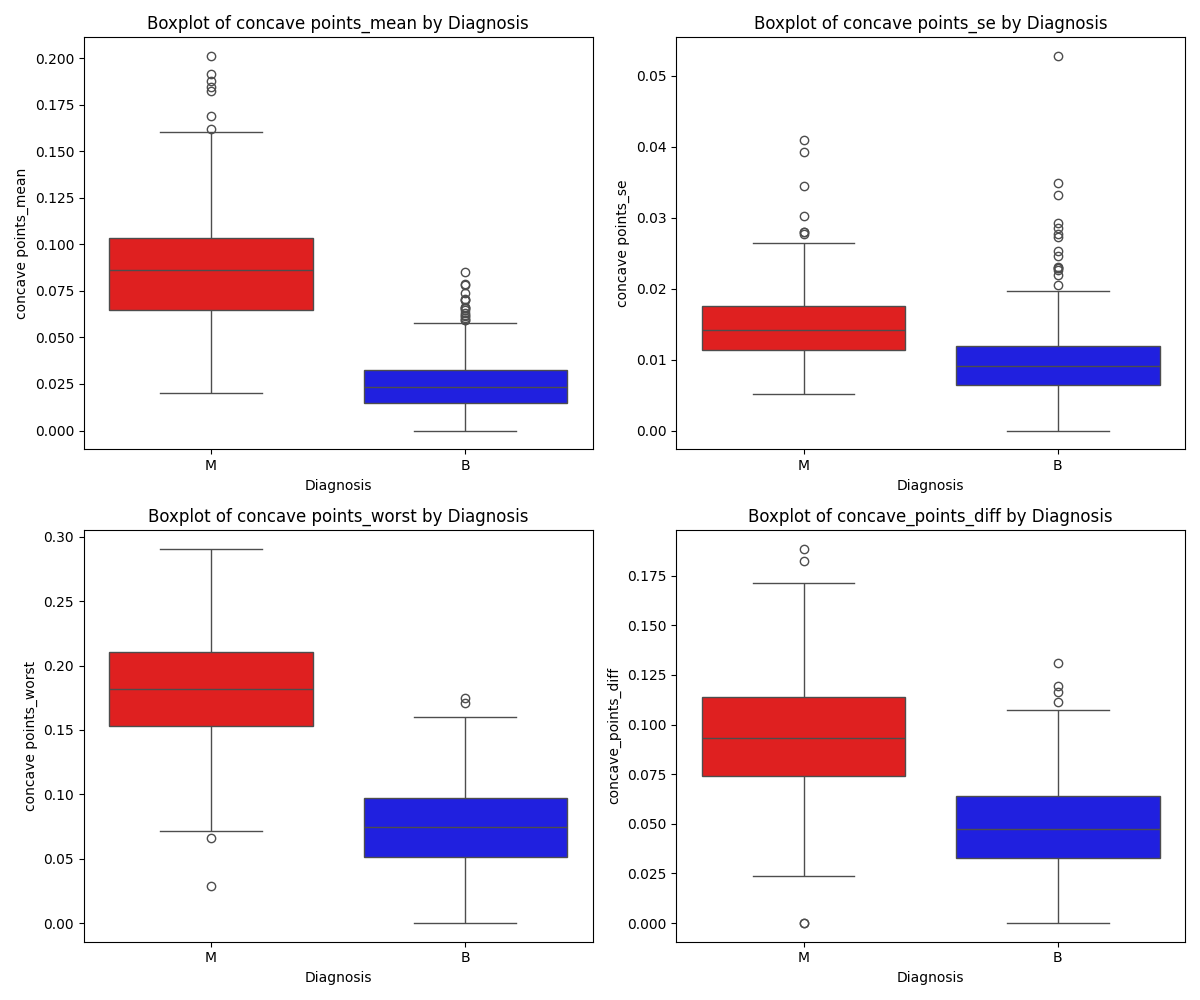 Boxplot of concave points_mean by Diagnosis
0.200
0.175
0.150
0.125
0.100
0.075
0.050
0.025
0.000
concave points_mean
M
B
Diagnosis
Boxplot of concave points_se by Diagnosis
0.05
0.04
0.03
0.02
0.01
0.00
concave points_se
M
B
Diagnosis
Boxplot of concave points_worst by Diagnosis
0.30
0.25
0.20
0.15
0.10
0.05
0.00
concave points_worst
M
B
Diagnosis
Boxplot of concave_points_diff by Diagnosis
0.175
0.150
0.125
0.100
0.075
0.050
0.025
0.000
concave_points_diff
M
B
Diagnosis